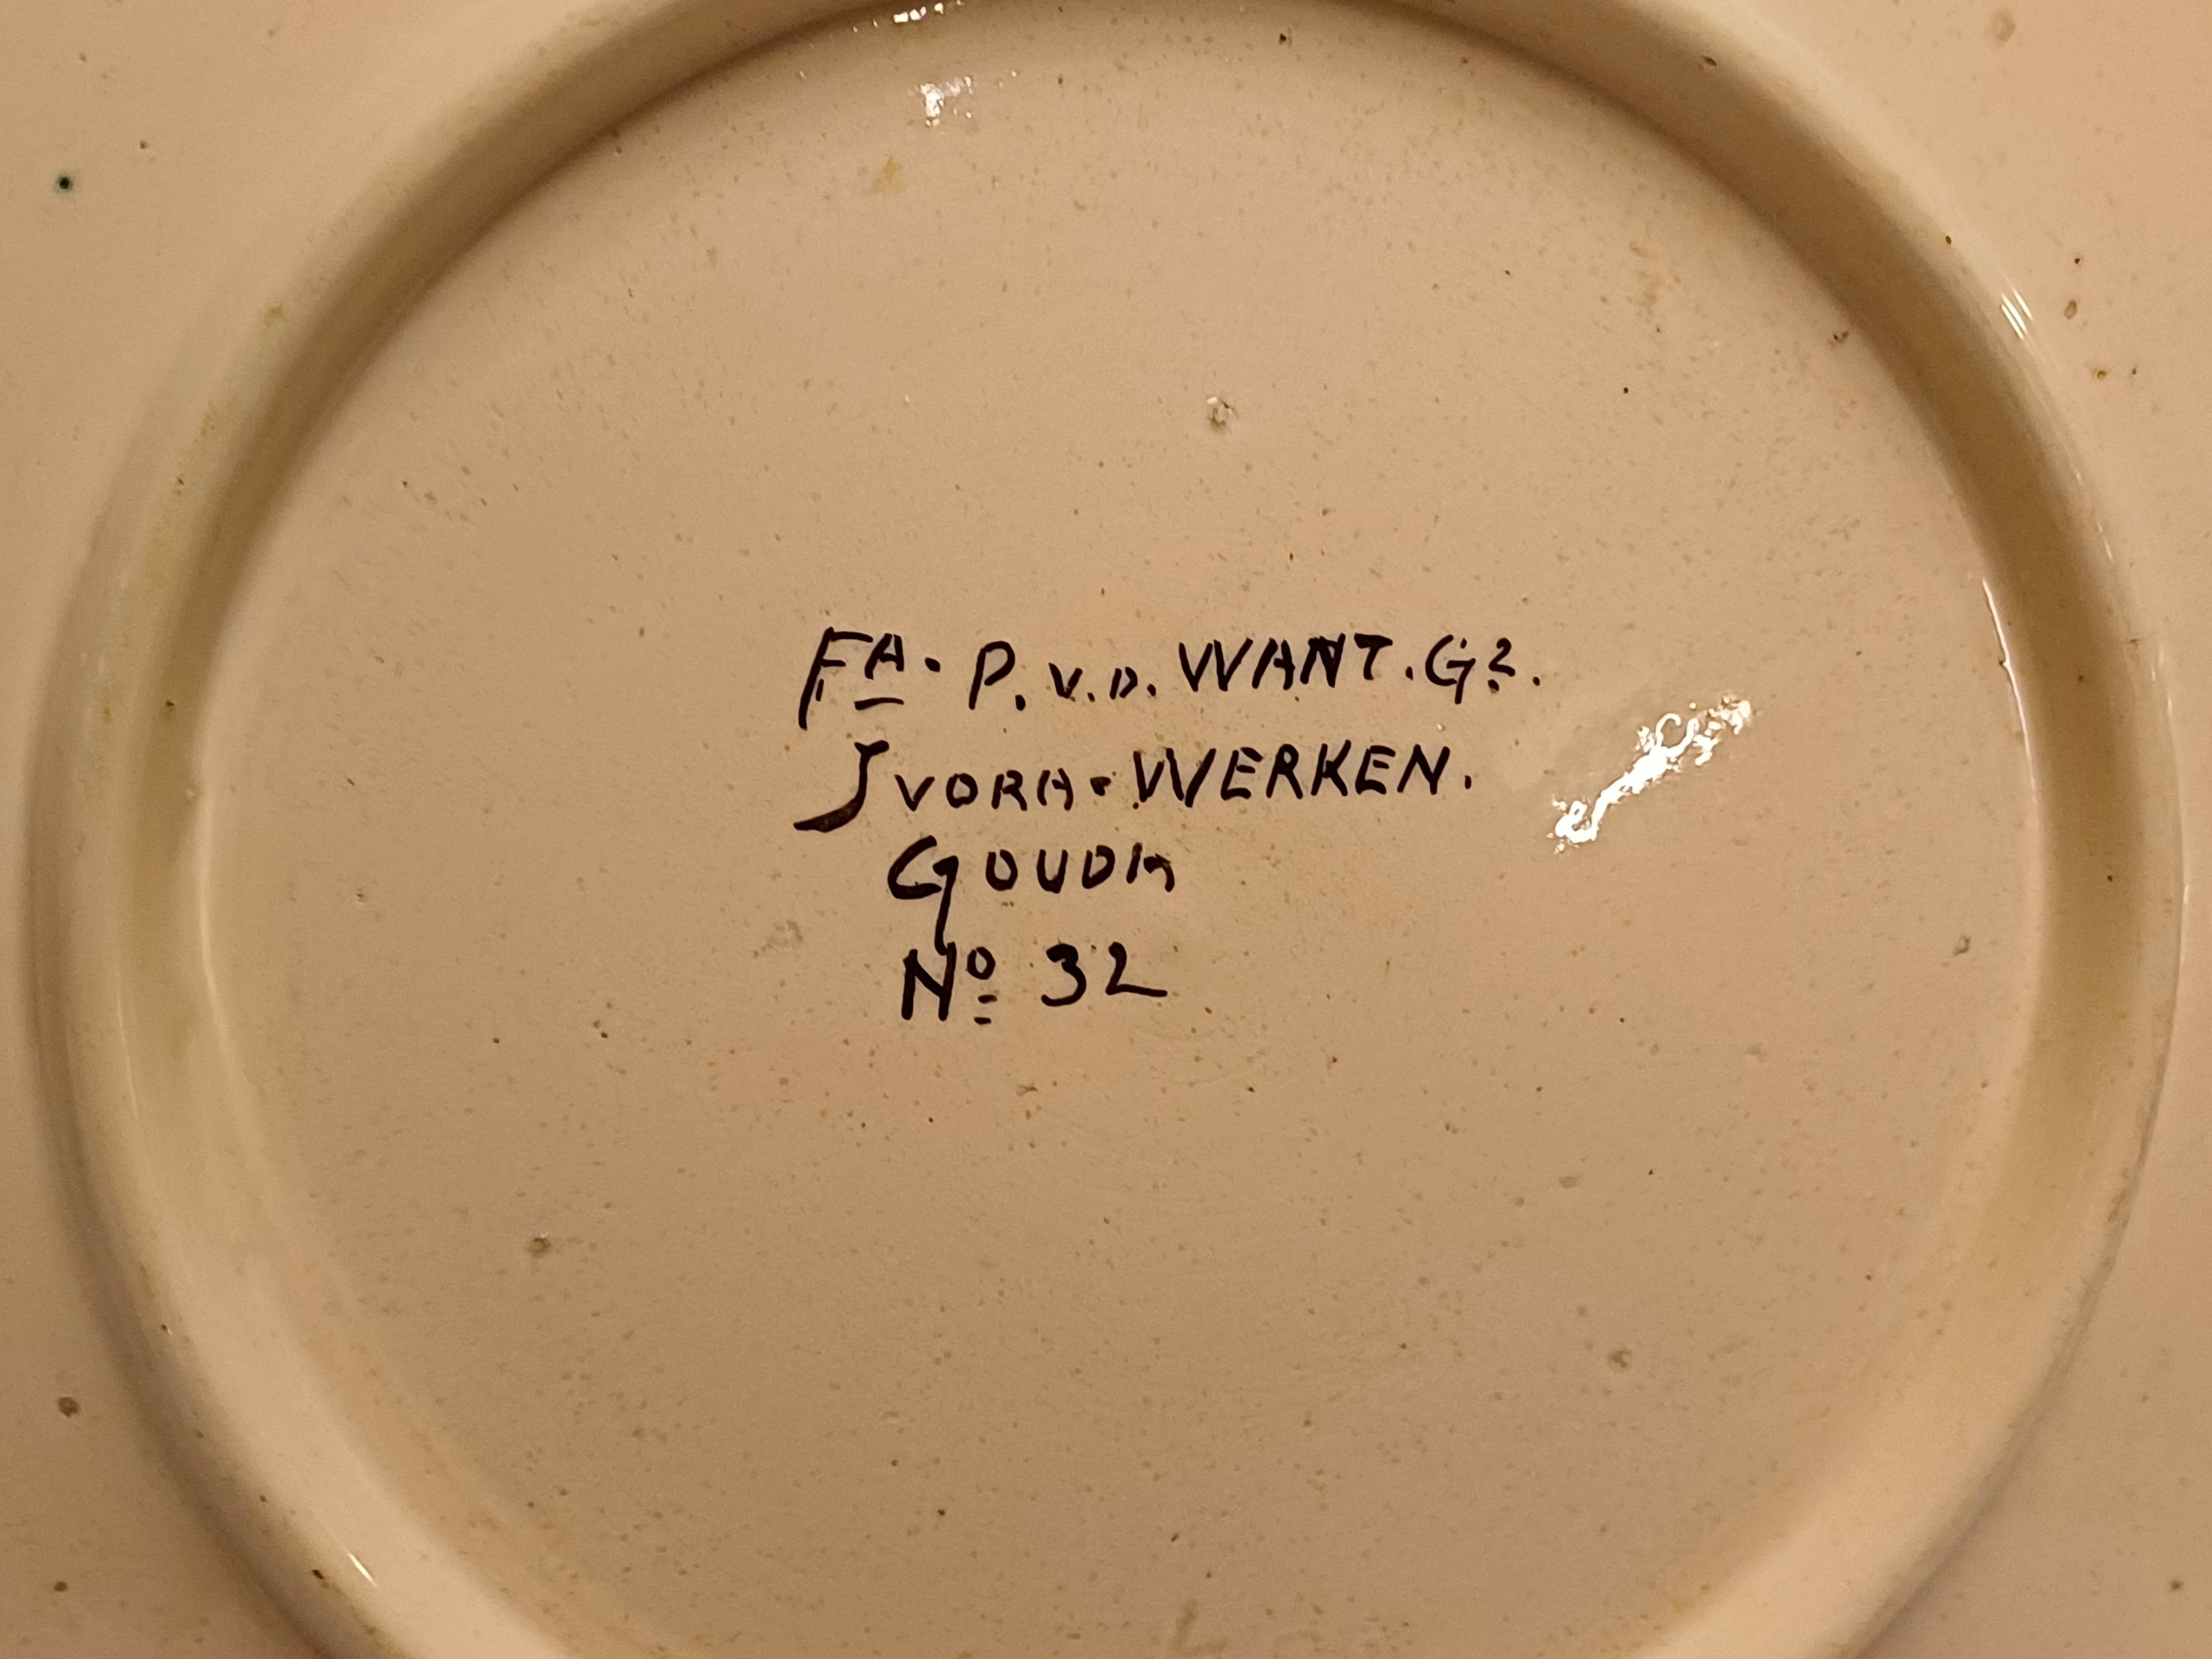 FA. P.V.D. WANT. GZ.
IVORA-WERKEN.
GOUDA
Nº 32